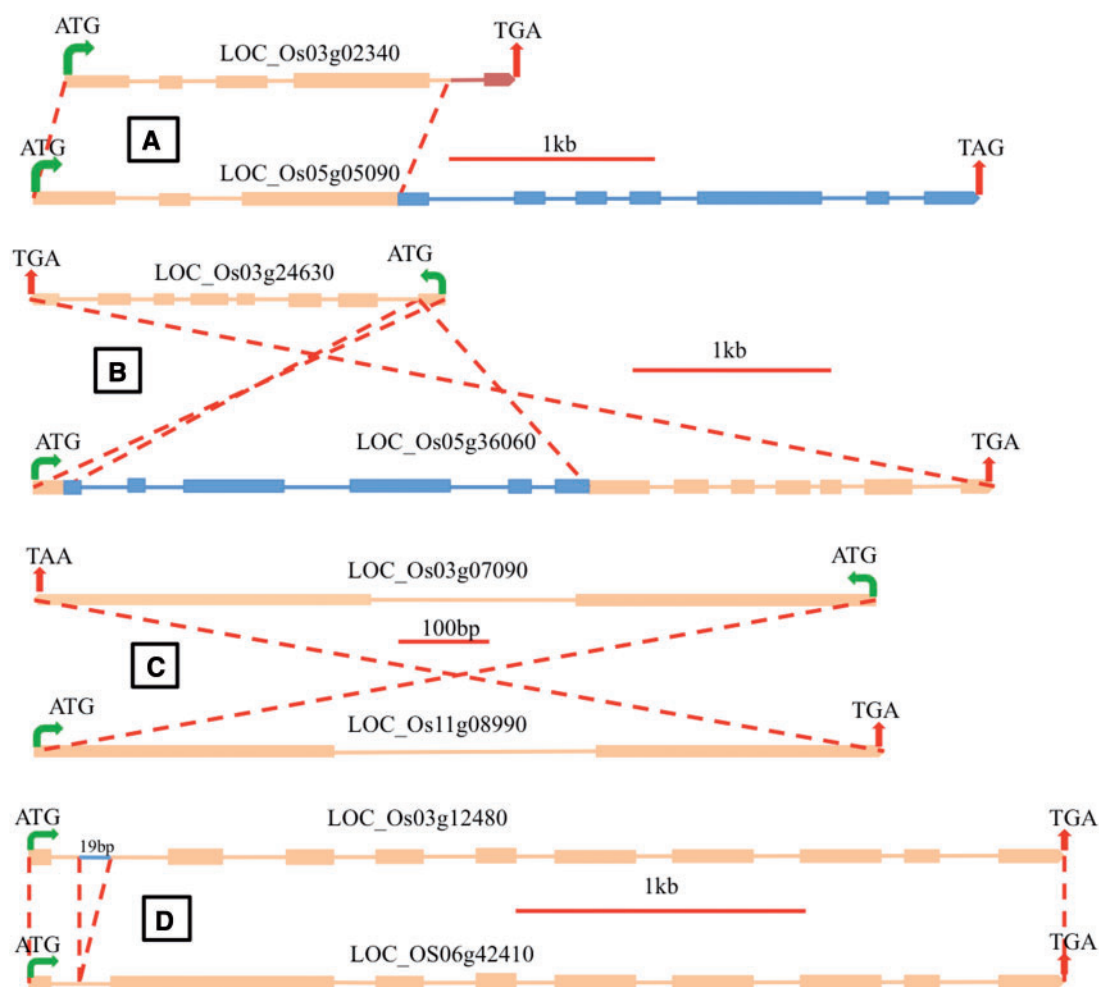 ATG
TGA
LOC_Os03g02340
A
1kb
ATG
TAG
LOC_Os05g05090
TGA
ATG
LOC_Os03g24630
1kb
B
ATG
LOC_Os05g36060
TGA
TAA
ATG
LOC_Os03g07090
100bp
C
ATG
TGA
LOC_Os11g08990
ATG
LOC_Os03g12480
TGA
19bp
1kb
D
ATG
TGA
LOC_OS06g42410